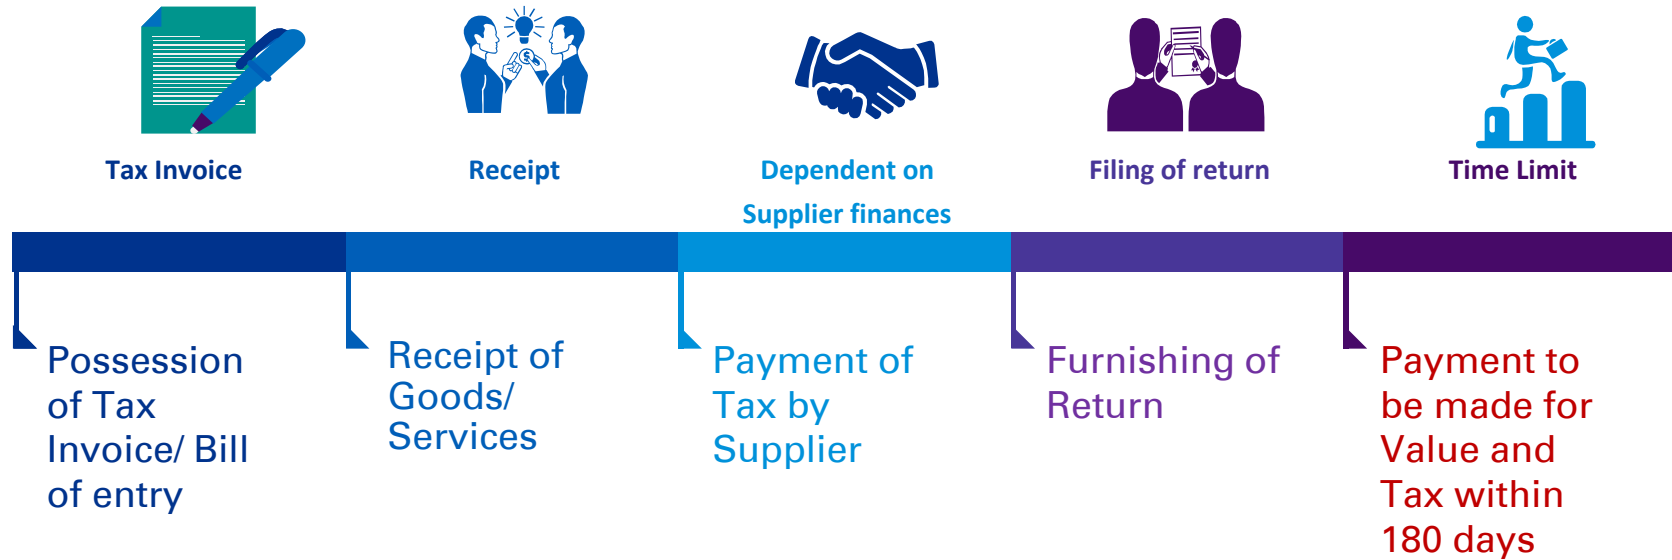 Tax Invoice
Receipt
Dependent on
Supplier finances
Filing of return
Time Limit
Possession
of Tax
Invoice/ Bill
of entry
Receipt of
Goods/
Services
Payment of
Tax by
Supplier
Furnishing of
Return
Payment to
be made for
Value and
Tax within
180 days